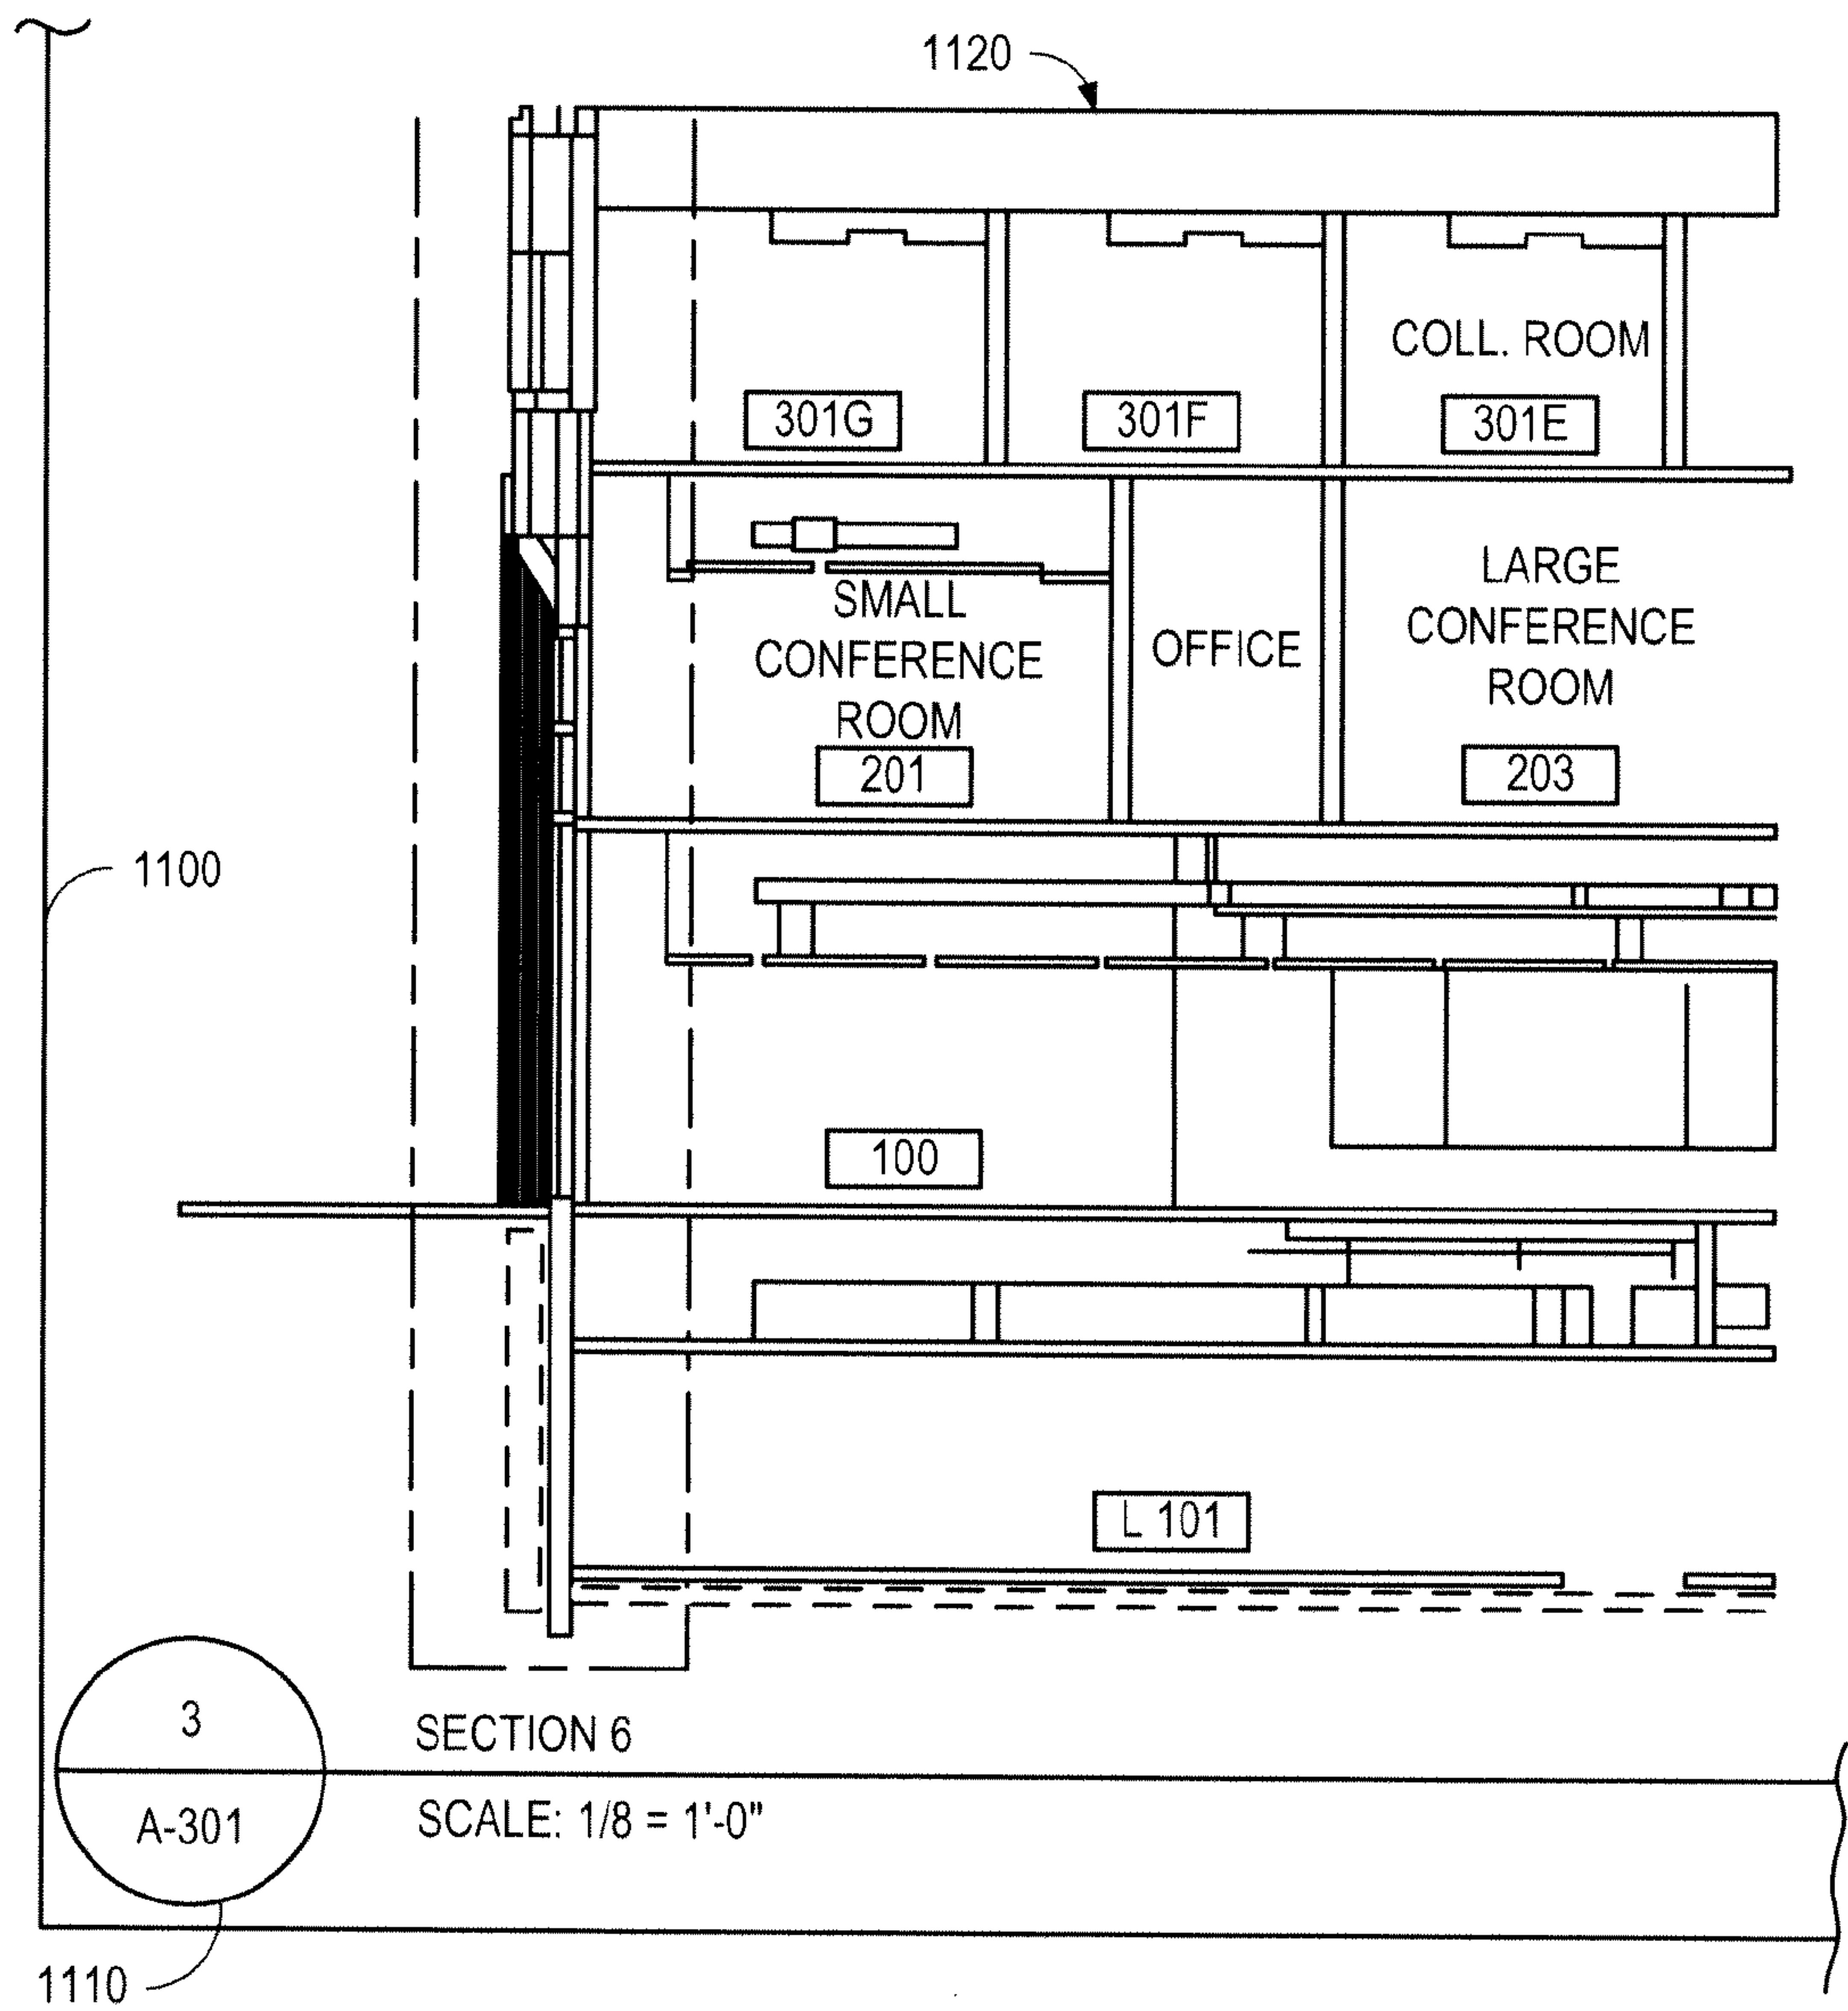 1120
COLL. ROOM
301G
301F
301E
SMALL
CONFERENCE
ROOM
201
OFFICE
LARGE
CONFERENCE
ROOM
203
1100
100
L 101
3
A-301
SECTION 6
SCALE: 1/8 = 1'-0"
1110